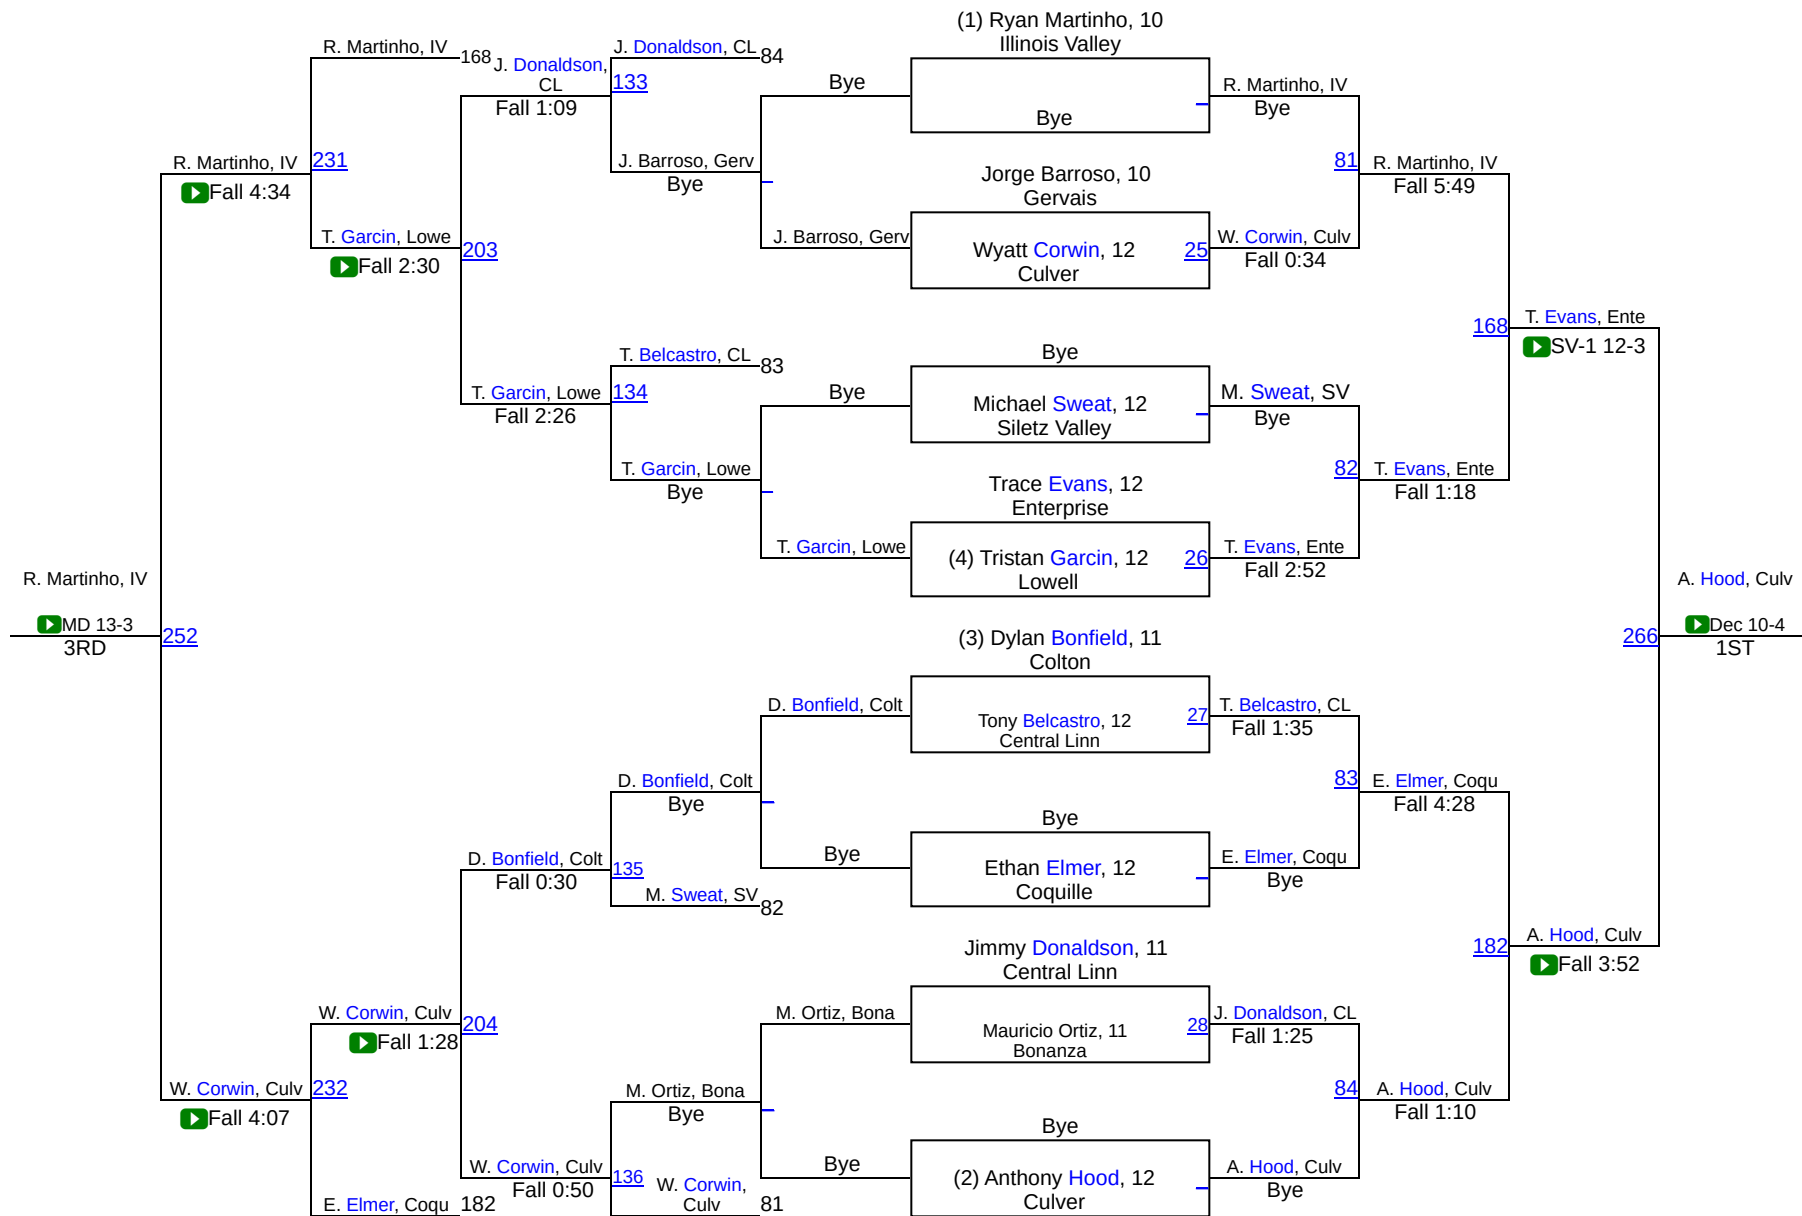 (1) Ryan Martinho, 10
Illinois Valley
Bye
Jorge Barroso, 10
Gervais
Wyatt Corwin, 12
Culver
25
Bye
Michael Sweat, 12
Siletz Valley
Trace Evans, 12
Enterprise
(4) Tristan Garcin, 12
Lowell
26
(3) Dylan Bonfield, 11
Colton
Tony Belcastro, 12
Central Linn
27
Bye
Ethan Elmer, 12
Coquille
Jimmy Donaldson, 11
Central Linn
Mauricio Ortiz, 11
Bonanza
28
Bye
(2) Anthony Hood, 12
Culver
R. Martinho, IV
Bye
W. Corwin, Culv
Fall 0:34
M. Sweat, SV
Bye
T. Evans, Ente
Fall 2:52
T. Belcastro, CL
Fall 1:35
E. Elmer, Coqu
Bye
J. Donaldson, CL
Fall 1:25
A. Hood, Culv
Bye
81
R. Martinho, IV
Fall 5:49
82
T. Evans, Ente
Fall 1:18
83
E. Elmer, Coqu
Fall 4:28
84
A. Hood, Culv
Fall 1:10
168
T. Evans, Ente
SV-1 12-3
182
A. Hood, Culv
Fall 3:52
266
A. Hood, Culv
Dec 10-4
1ST
Bye
J. Barroso, Gerv
Bye
T. Garcin, Lowe
D. Bonfield, Colt
Bye
M. Ortiz, Bona
Bye
J. Donaldson, CL
84
133
J. Barroso, Gerv
Bye
T. Belcastro, CL
83
134
T. Garcin, Lowe
Bye
D. Bonfield, Colt
Bye
135
M. Sweat, SV
82
M. Ortiz, Bona
Bye
136
W. Corwin,
Culv
81
J. Donaldson,
CL
Fall 1:09
203
T. Garcin, Lowe
Fall 2:26
D. Bonfield, Colt
Fall 0:30
204
W. Corwin, Culv
Fall 0:50
R. Martinho, IV
168
231
T. Garcin, Lowe
Fall 2:30
W. Corwin, Culv
Fall 1:28
232
E. Elmer, Coqu
182
R. Martinho, IV
Fall 4:34
W. Corwin, Culv
Fall 4:07
252
R. Martinho, IV
MD 13-3
3RD